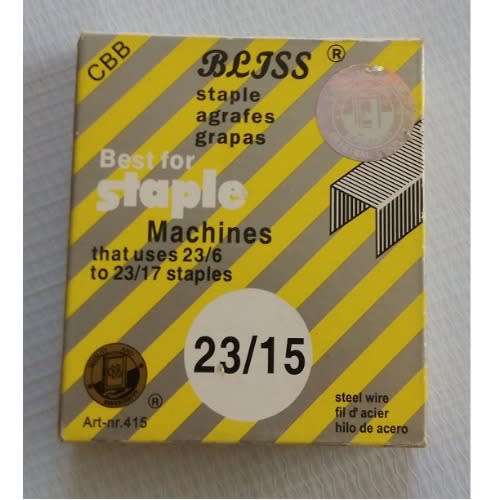 CBB
BLISS ®
staple
agrafes
grapas
Best for
staple
Machines
that uses 23/6
to 23/17 staples
23/15
®
Art-nr.415
steel wire
fil d'acier
hilo de acero